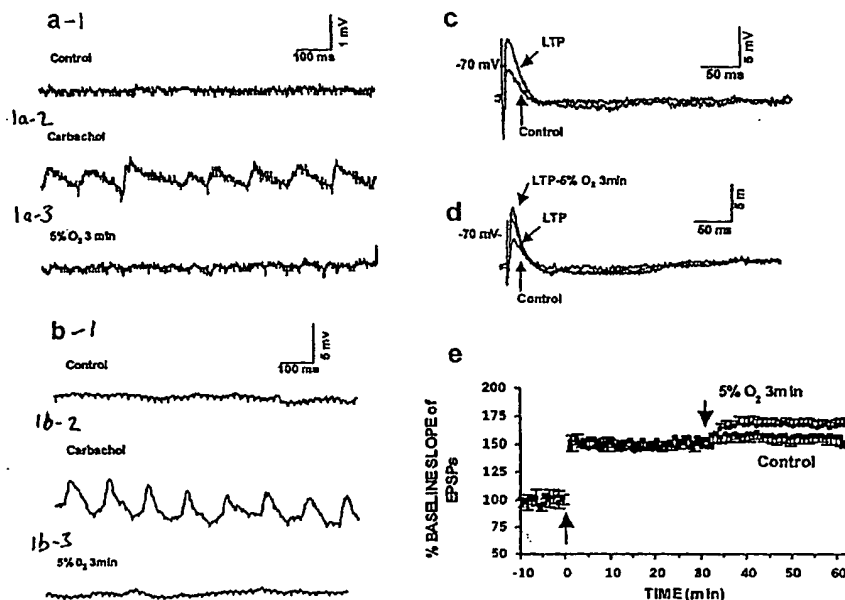 a-1
1 mV
100 ms
Control
1a-2
Carbachol
1a-3
5% O₂ 3 min
b-1
5 mV
100 ms
Control
1b-2
Carbachol
1b-3
5% O₂ 3min
c
LTP
-70 mV
5 mV
50 ms
Control
LTP-5% O₂ 3min
d
LTP
-70 mV
5 m
50 ms
Control
e
5% O₂ 3min
% BASELINE SLOPE of
EPSPs
200
175
150
125
100
75
50
Control
-10 0 10 20 30 40 50 60
TIME (min)